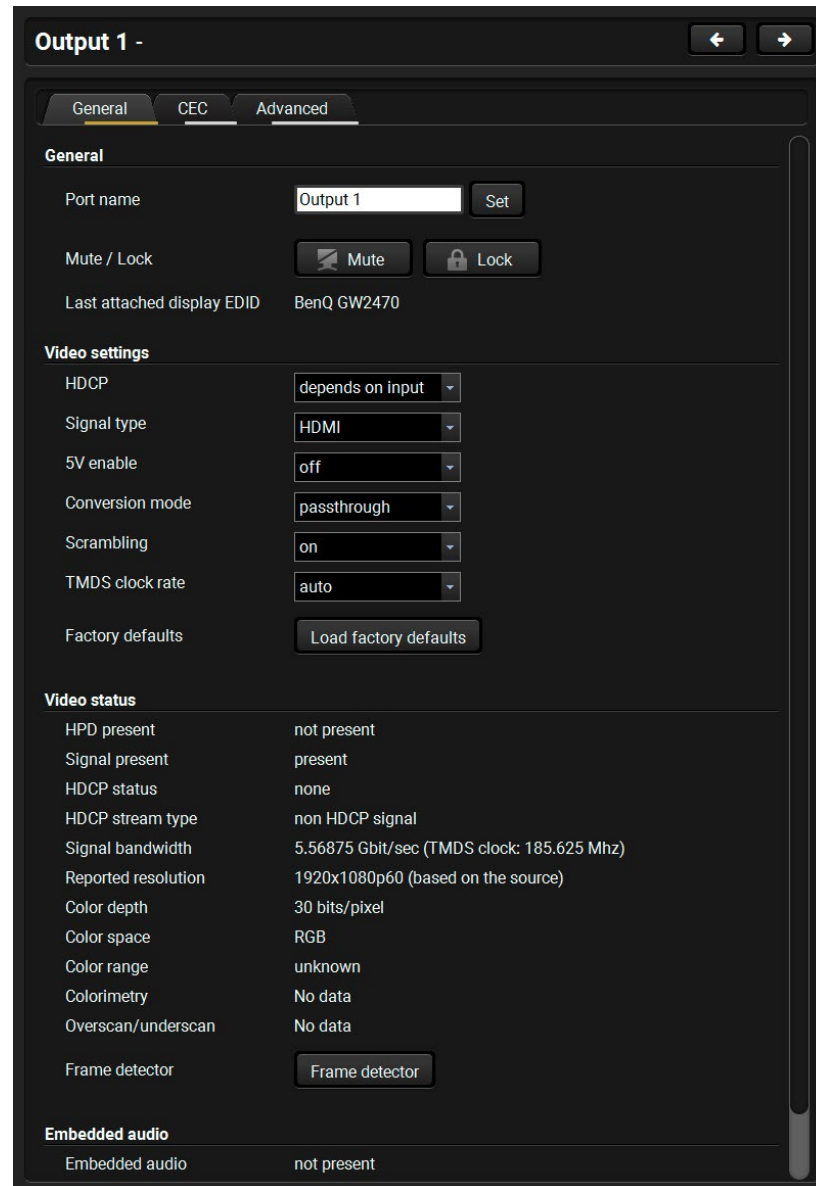 Output 1 -
General CEC Advanced
General
Port name Output 1 Set
Mute / Lock Mute Lock
Last attached display EDID BenQ GW2470
Video settings
HDCP depends on input
Signal type HDMI
5V enable off
Conversion mode passthrough
Scrambling on
TMDS clock rate auto
Factory defaults Load factory defaults
Video status
HPD present not present
Signal present present
HDCP status none
HDCP stream type non HDCP signal
Signal bandwidth 5.56875 Gbit/sec (TMDS clock: 185.625 Mhz)
Reported resolution 1920x1080p60 (based on the source)
Color depth 30 bits/pixel
Color space RGB
Color range unknown
Colorimetry No data
Overscan/underscan No data
Frame detector Frame detector
Embedded audio
Embedded audio not present